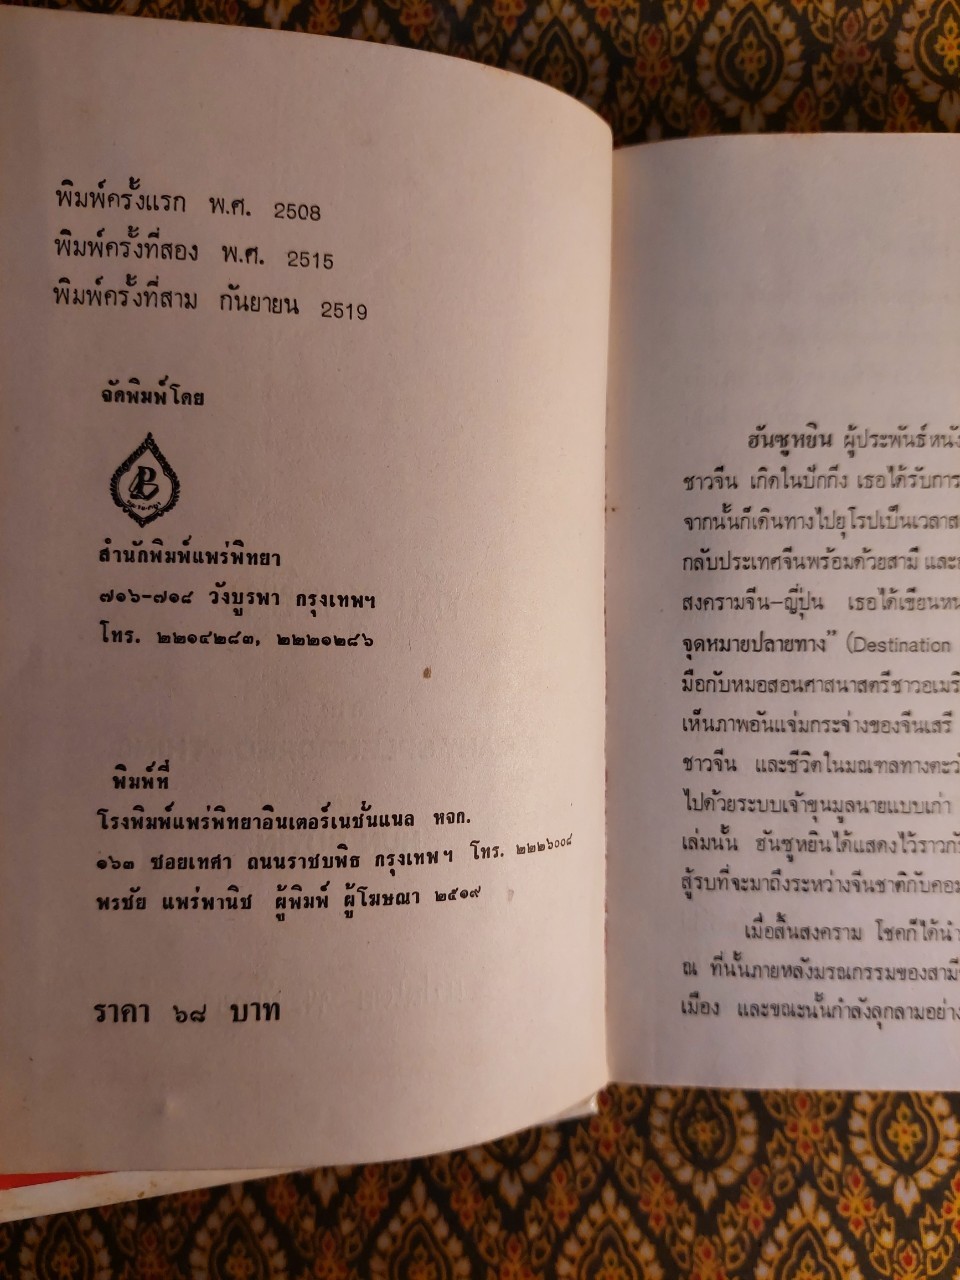 พิมพ์ครั้งแรก พ.ศ. 2508
พิมพ์ครั้งที่สอง พ.ศ. 2515
พิมพ์ครั้งที่สาม กันยายน 2519
จัดพิมพ์โดย
สำนักพิมพ์แพร่พิทยา
๗๑๖-๗๑๘ วังบูรพา กรุงเทพฯ
โทร. ๒๒๑๔๒๘๓, ๒๒๒๑๒๘๖
พิมพ์ที่
โรงพิมพ์แพร่พิทยาอินเตอร์เนชั่นแนล หจก.
๑๖๓ ซอยเทศา ถนนราชบพิธ กรุงเทพฯ โทร. ๒๒๒๖๐๐๘
พรชัย แพร่พานิช ผู้พิมพ์ ผู้โฆษณา ๒๕๑๙
ราคา ๖๘ บาท
ฮันซูหยิน ผู้ประพันธ์หนัง
ชาวจีน เกิดในปักกิ่ง เธอได้รับการ
จากนั้นก็เดินทางไปยุโรปเป็นเวลาส
กลับประเทศจีนพร้อมด้วยสามี และ
สงครามจีน-ญี่ปุ่น เธอได้เขียนหน
จุดหมายปลายทาง" (Destination
มือกับหมอสอนศาสนาสตรีชาวอเมริ
เห็นภาพอันแจ่มกระจ่างของจีนเสรี
ชาวจีน และชีวิตในมณฑลทางตะวั
ไปด้วยระบบเจ้าขุนมูลนายแบบเก่า
เล่มนั้น ฮันซูหยินได้แสดงไว้ราวกับ
สู้รบที่จะมาถึงระหว่างจีนชาติกับคอม
เมื่อสิ้นสงคราม โชคก็ได้นำ
ณ ที่นั้นภายหลังมรณกรรมของสามี
เมือง และขณะนั้นกำลังลุกลามอย่าง